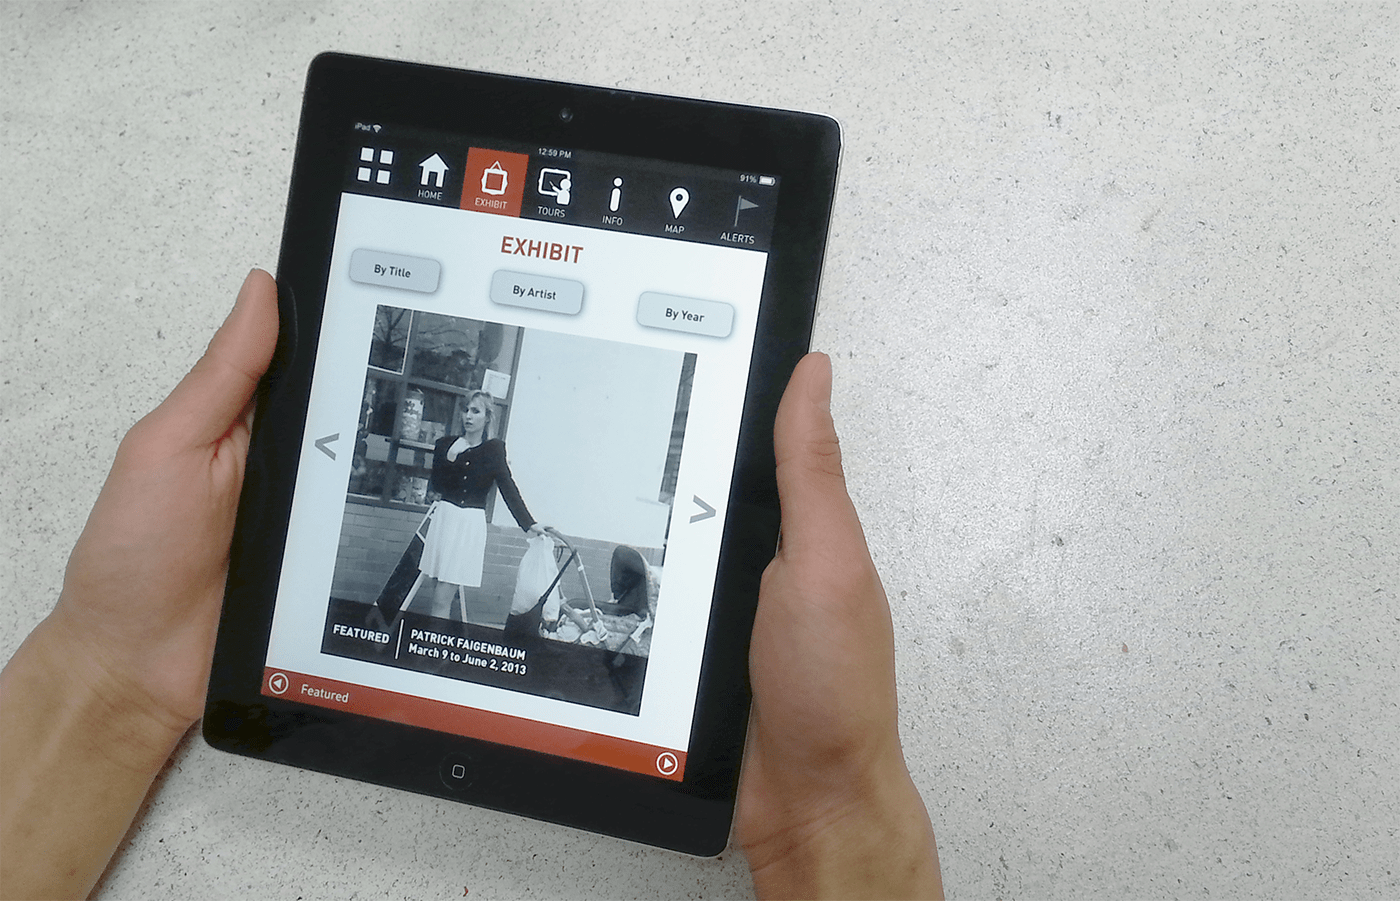 iPad
12:59 PM
91%
HOME
EXHIBIT
TOURS
INFO
MAP
ALERTS
EXHIBIT
By Title
By Artist
By Year
<
>
FEATURED
PATRICK FAIGENBAUM
March 9 to June 2, 2013
Featured